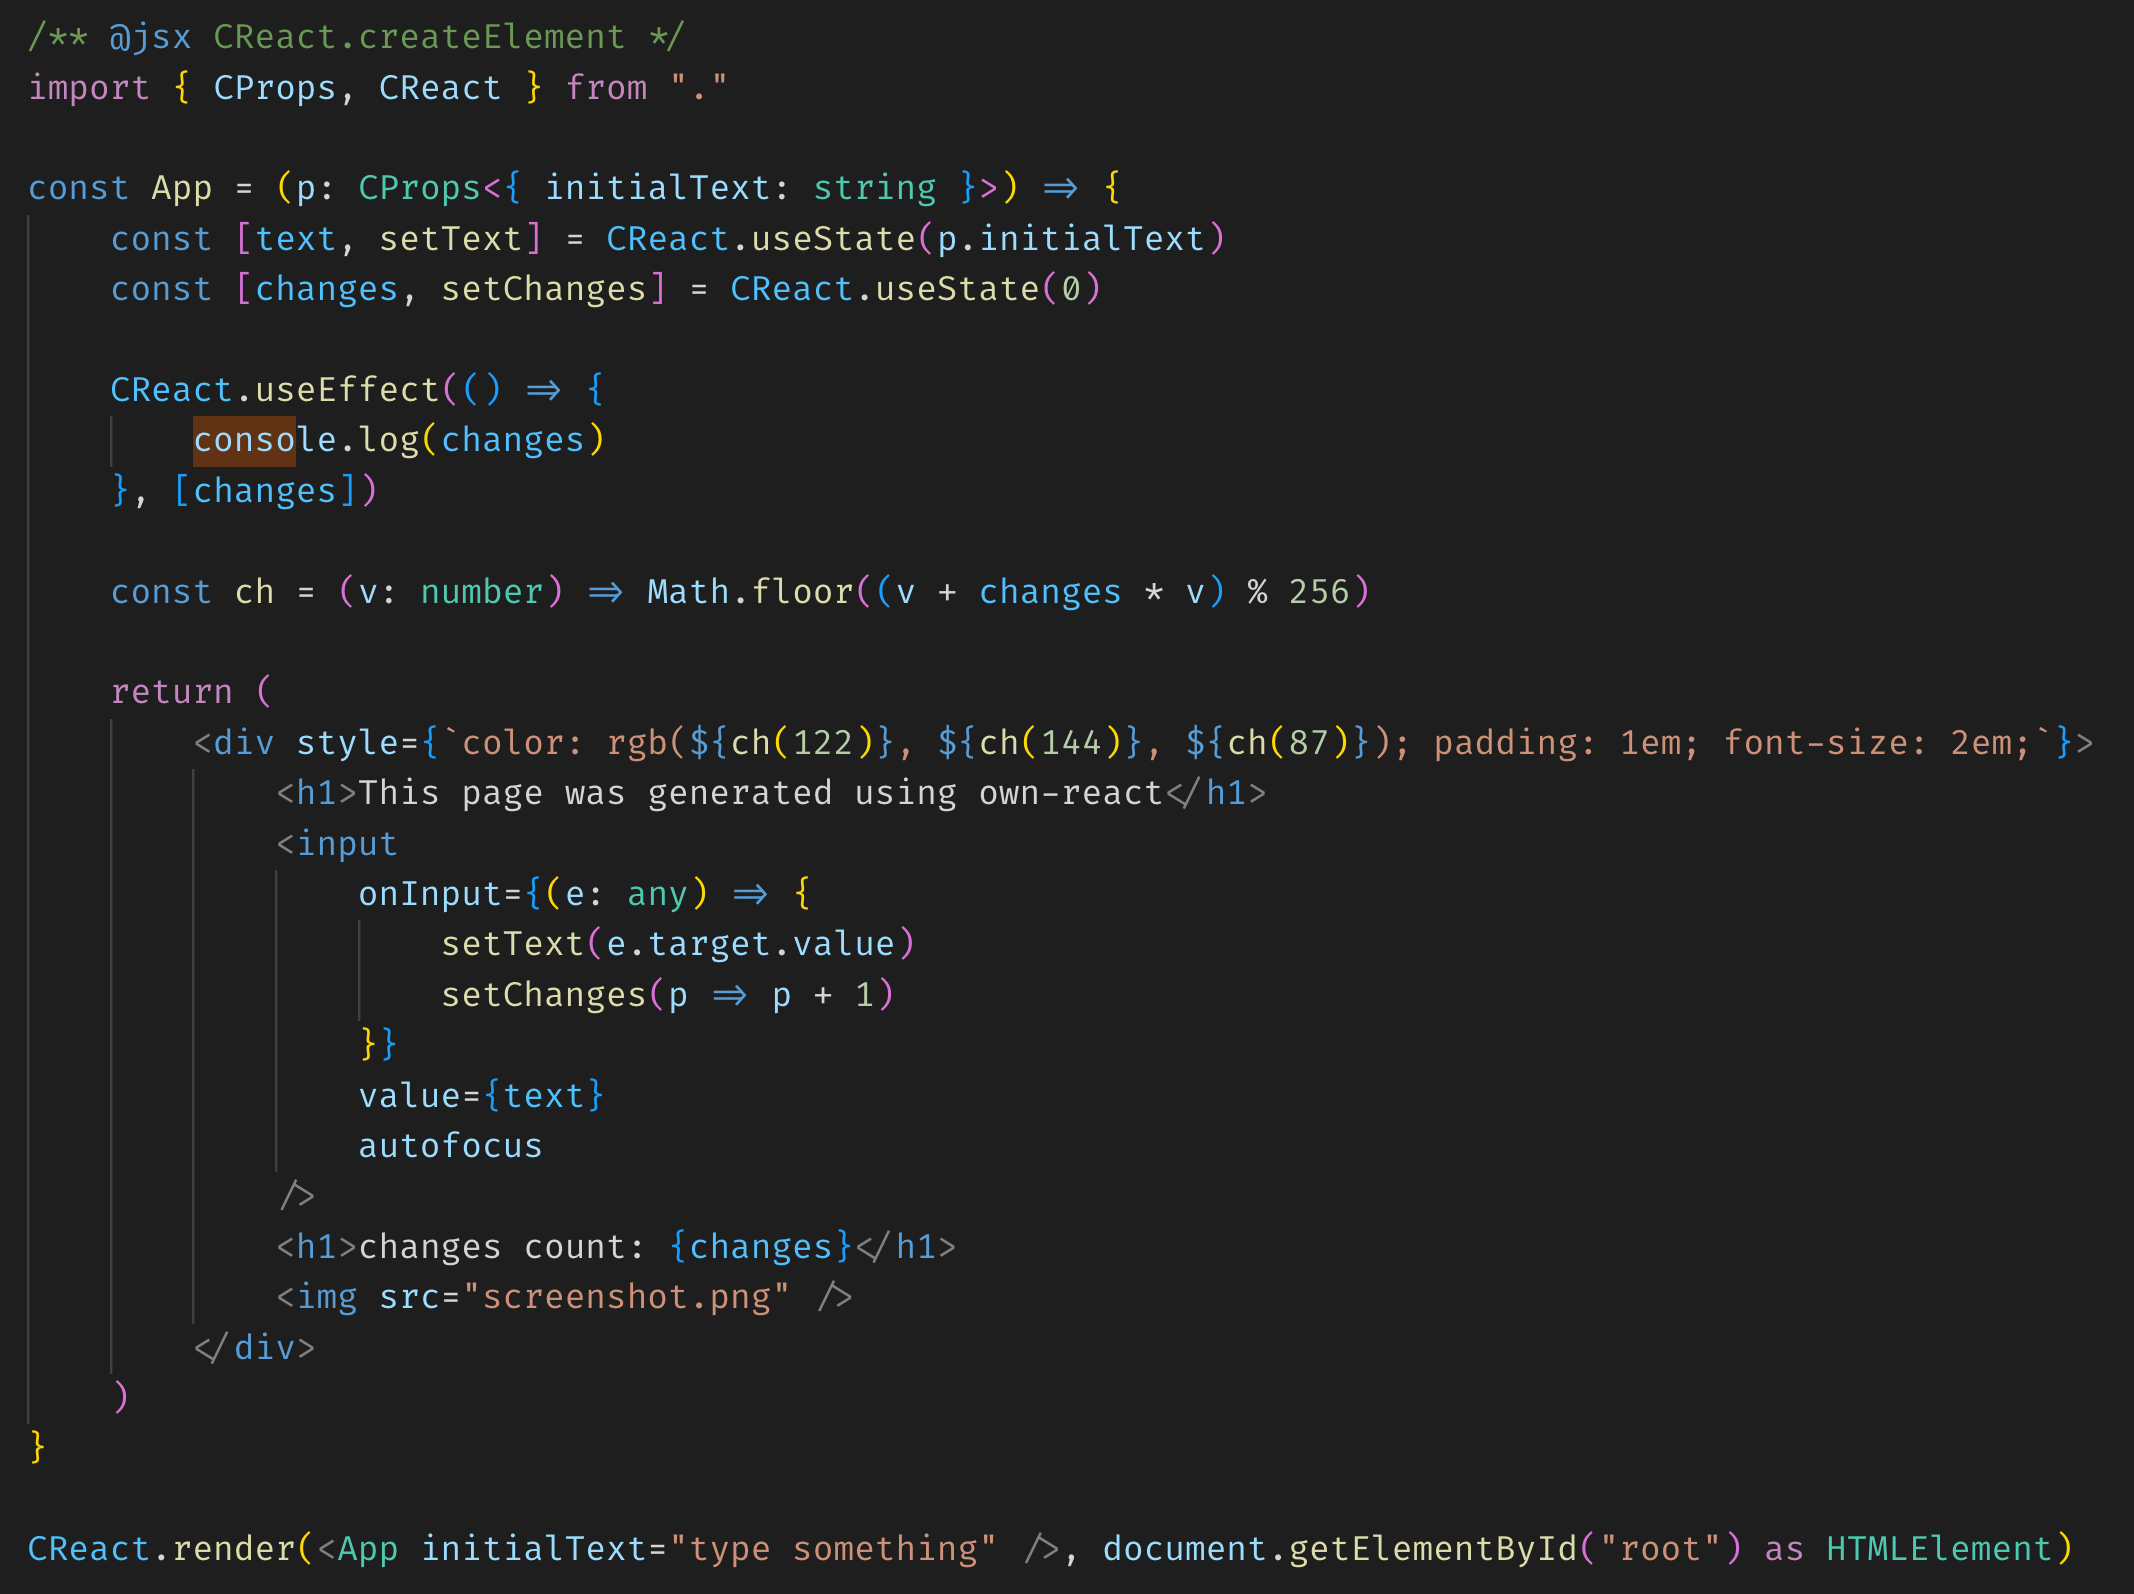 /** @jsx CReact.createElement */
import { CProps, CReact } from "."

const App = (p: CProps<{ initialText: string }>) => {
    const [text, setText] = CReact.useState(p.initialText)
    const [changes, setChanges] = CReact.useState(0)

    CReact.useEffect(() => {
        console.log(changes)
    }, [changes])

    const ch = (v: number) => Math.floor((v + changes * v) % 256)

    return (
        <div style={`color: rgb(${ch(122)}, ${ch(144)}, ${ch(87)}); padding: 1em; font-size: 2em;`}>
            <h1>This page was generated using own-react</h1>
            <input
                onInput={(e: any) => {
                    setText(e.target.value)
                    setChanges(p => p + 1)
                }}
                value={text}
                autofocus
            />
            <h1>changes count: {changes}</h1>
            <img src="screenshot.png" />
        </div>
    )
}

CReact.render(<App initialText="type something" />, document.getElementById("root") as HTMLElement)